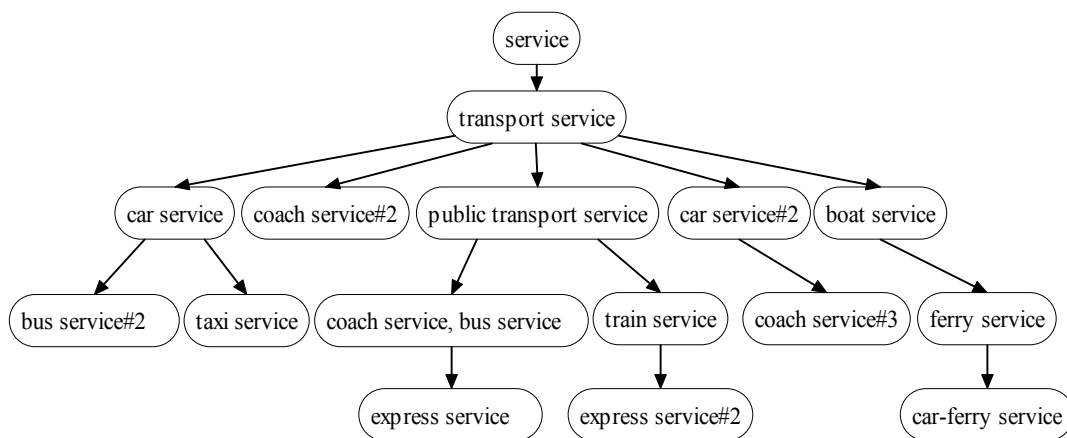 service
transport service
car service
coach service#2
public transport service
car service#2
boat service
bus service#2
taxi service
coach service, bus service
train service
coach service#3
ferry service
express service
express service#2
car-ferry service